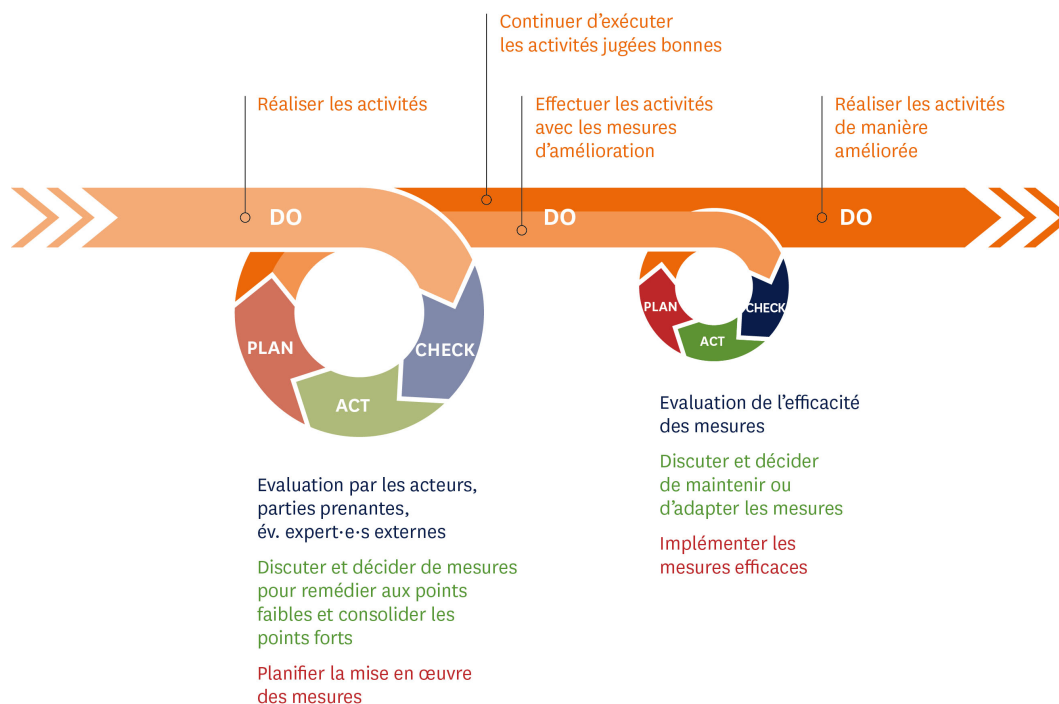 Continuer d’exécuter
les activités jugées bonnes
Réaliser les activités
Effectuer les activités
avec les mesures
d’amélioration
Réaliser les activités
de manière
améliorée
DO
DO
DO
PLAN
CHECK
ACT
PLAN
CHECK
ACT
Evaluation par les acteurs,
parties prenantes,
év. expert·e·s externes
Discuter et décider de mesures
pour remédier aux points
faibles et consolider les
points forts
Planifier la mise en œuvre
des mesures
Evaluation de l’efficacité
des mesures
Discuter et décider
de maintenir ou
d’adapter les mesures
Implémenter les
mesures efficaces